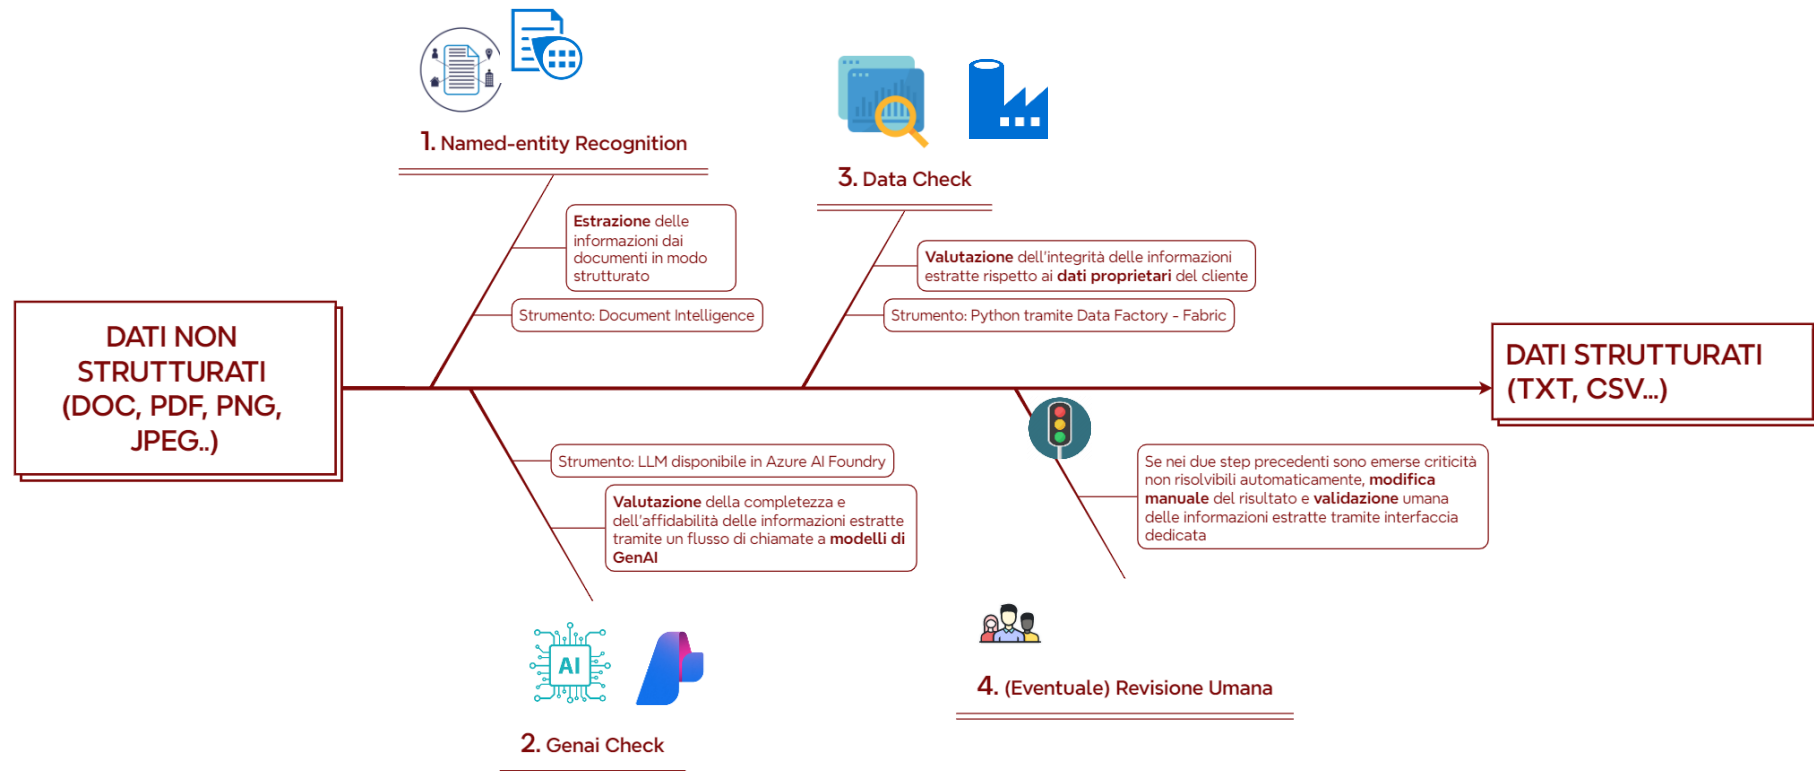 1. Named-entity Recognition
Estrazione delle
informazioni dai
documenti in modo
strutturato
Strumento: Document Intelligence
3. Data Check
Valutazione dell'integrità delle informazioni
estratte rispetto ai dati proprietari del cliente
Strumento: Python tramite Data Factory - Fabric
DATI NON
STRUTTURATI
(DOC, PDF, PNG,
JPEG..)
DATI STRUTTURATI
(TXT, CSV...)
Strumento: LLM disponibile in Azure AI Foundry
Valutazione della completezza e
dell'affidabilità delle informazioni estratte
tramite un flusso di chiamate a modelli di
GenAI
AI
2. Genai Check
Se nei due step precedenti sono emerse criticità
non risolvibili automaticamente, modifica
manuale del risultato e validazione umana
delle informazioni estratte tramite interfaccia
dedicata
4. (Eventuale) Revisione Umana